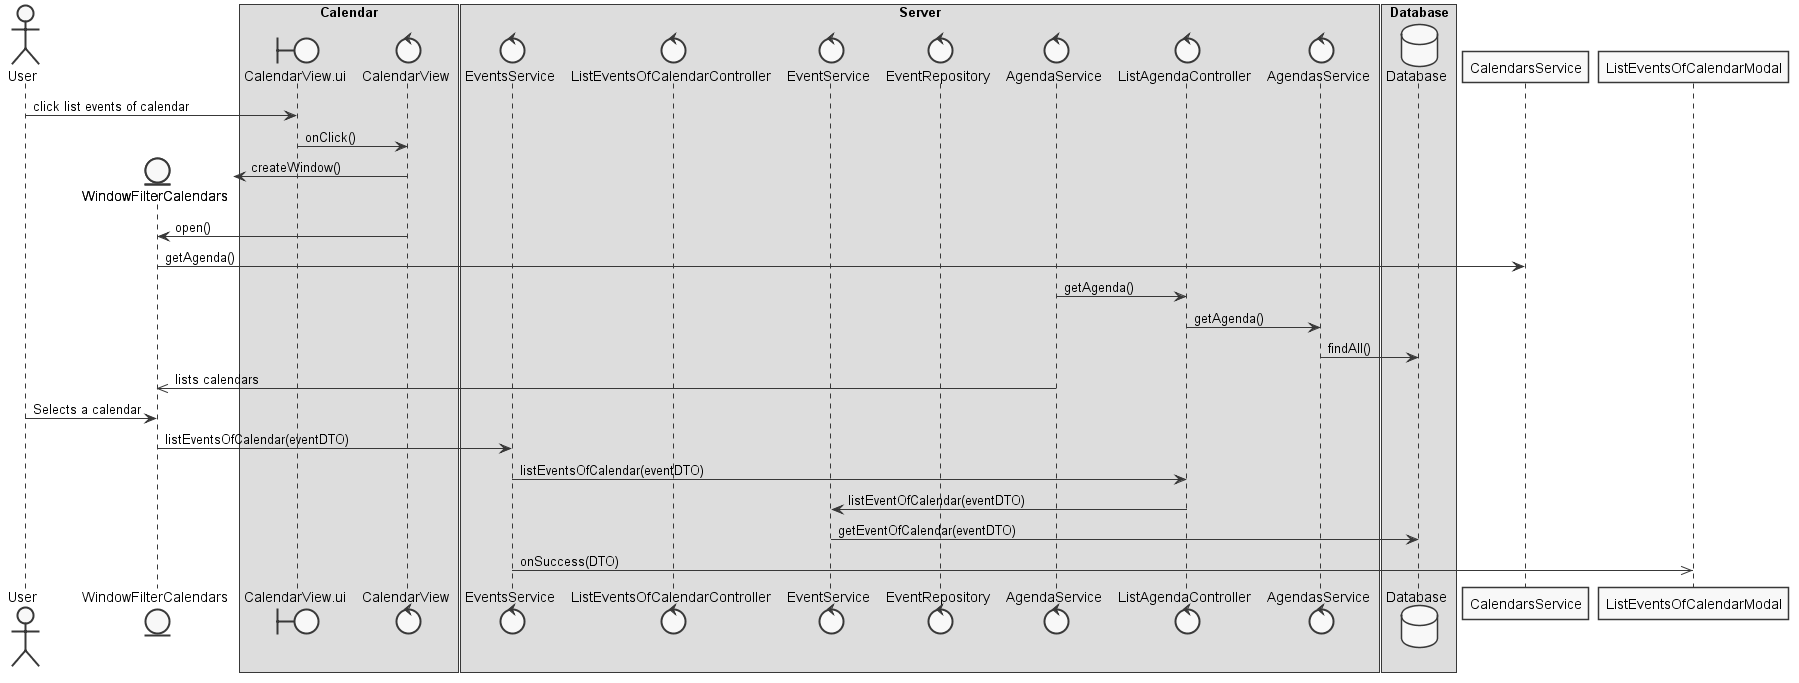 Calendar
Server
Database
User
CalendarView.ui
CalendarView
EventsService
ListEventsOfCalendarController
EventService
EventRepository
AgendaService
ListAgendaController
AgendasService
Database
CalendarsService
ListEventsOfCalendarModal
click list events of calendar
onClick()
createWindow()
WindowFilterCalendars
open()
getAgenda()
getAgenda()
getAgenda()
findAll()
lists calendars
Selects a calendar
listEventsOfCalendar(eventDTO)
listEventsOfCalendar(eventDTO)
listEventOfCalendar(eventDTO)
getEventOfCalendar(eventDTO)
onSuccess(DTO)
User
WindowFilterCalendars
CalendarView.ui
CalendarView
EventsService
ListEventsOfCalendarController
EventService
EventRepository
AgendaService
ListAgendaController
AgendasService
Database
CalendarsService
ListEventsOfCalendarModal